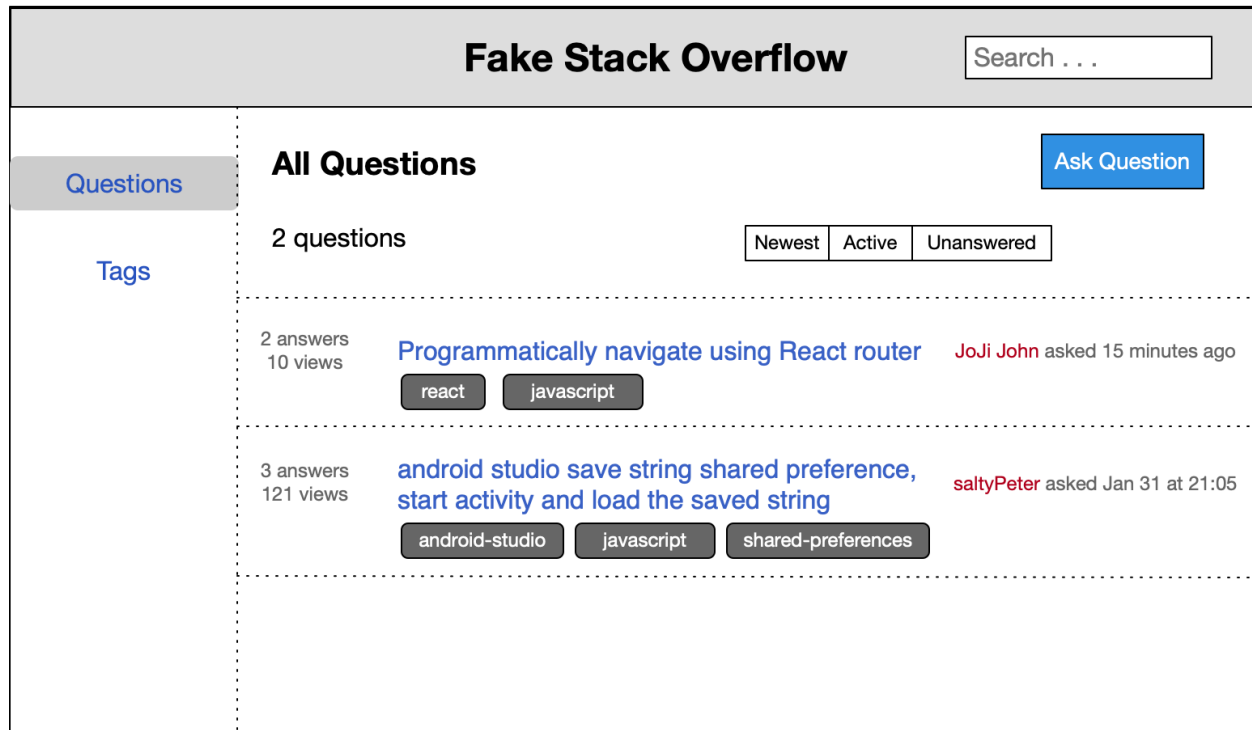 Fake Stack Overflow
Search . . .
Questions
Tags
All Questions
Ask Question
2 questions
Newest
Active
Unanswered
2 answers
10 views
Programmatically navigate using React router
JoJi John asked 15 minutes ago
react
javascript
3 answers
121 views
android studio save string shared preference,
start activity and load the saved string
saltyPeter asked Jan 31 at 21:05
android-studio
javascript
shared-preferences